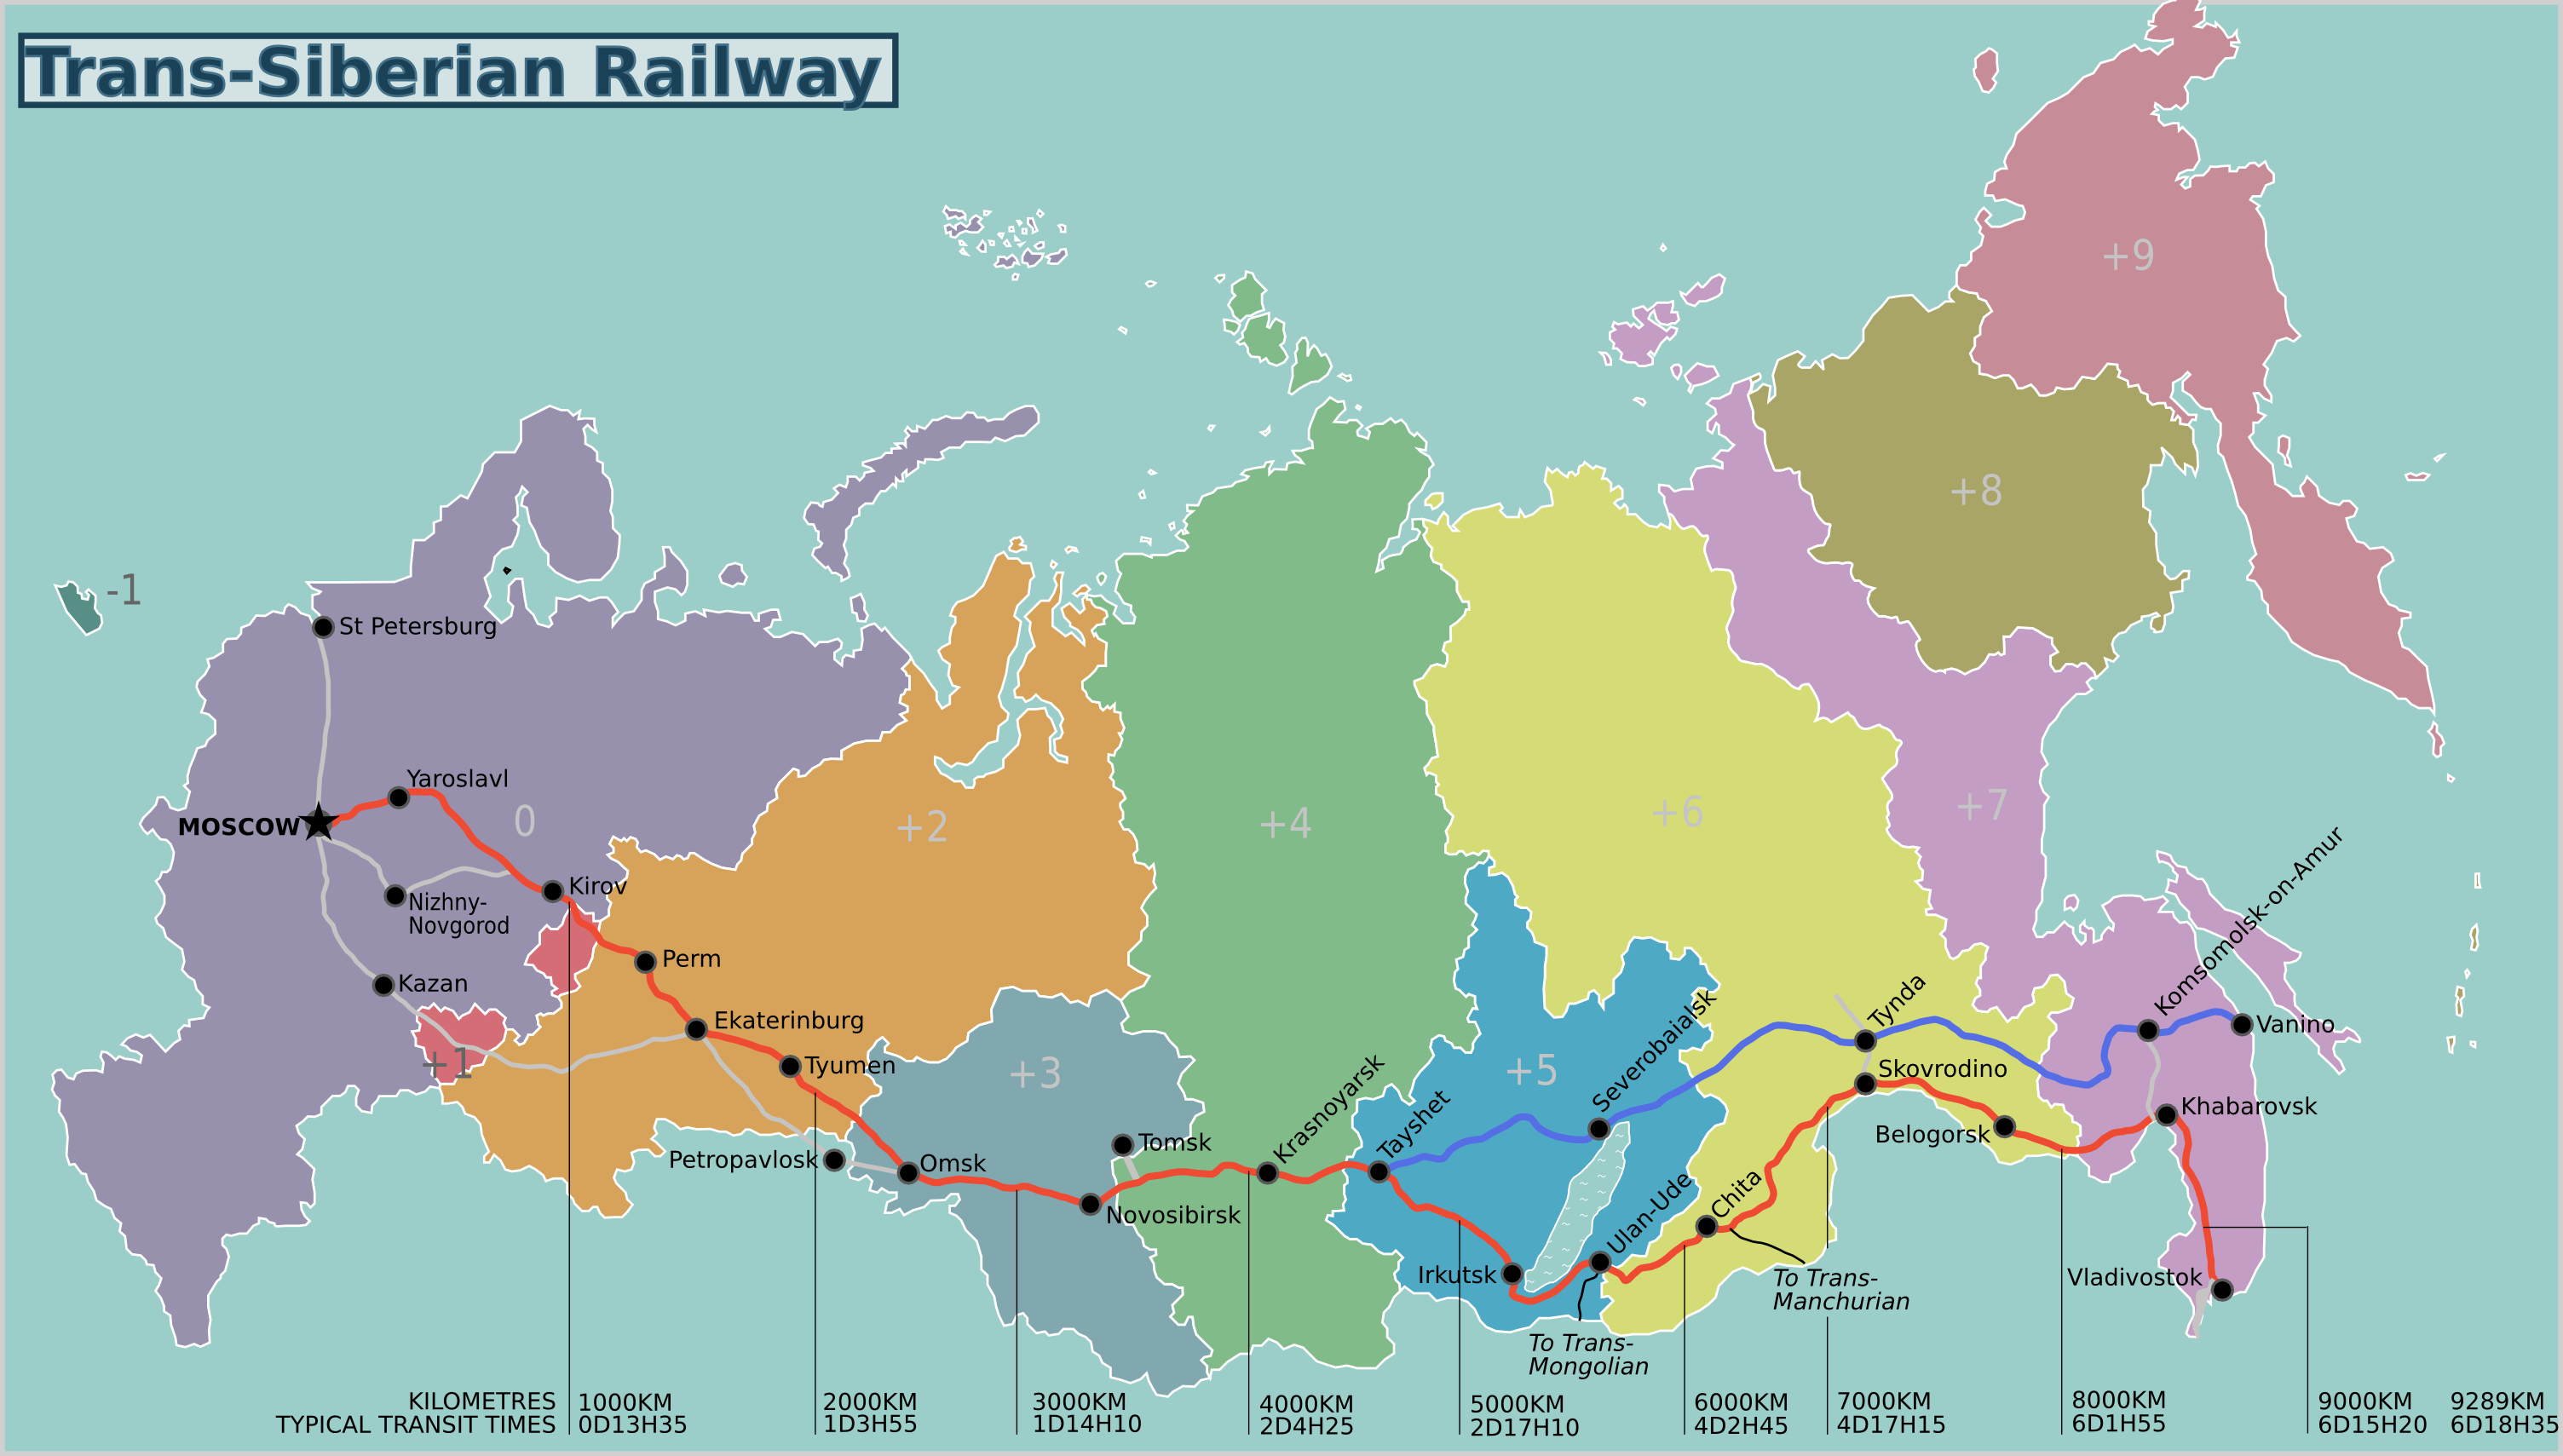 Trans-Siberian Railway
+9
+8
-1
St Petersburg
Yaroslavl
MOSCOW
0
+2
+4
+6
+7
Kirov
Nizhny-
Novgorod
Perm
Kazan
Ekaterinburg
+1
Tyumen
+3
+5
Severobaialsk
Tynda
Komsomolsk-on-Amur
Vanino
Skovrodino
Khabarovsk
Belogorsk
Petropavlosk
Omsk
Tomsk
Krasnoyarsk
Tayshet
Novosibirsk
Irkutsk
Ulan-Ude
Chita
Vladivostok
To Trans-
Manchurian
To Trans-
Mongolian
KILOMETRES
TYPICAL TRANSIT TIMES
1000KM
0D13H35
2000KM
1D3H55
3000KM
1D14H10
4000KM
2D4H25
5000KM
2D17H10
6000KM
4D2H45
7000KM
4D17H15
8000KM
6D1H55
9000KM
6D15H20
9289KM
6D18H35